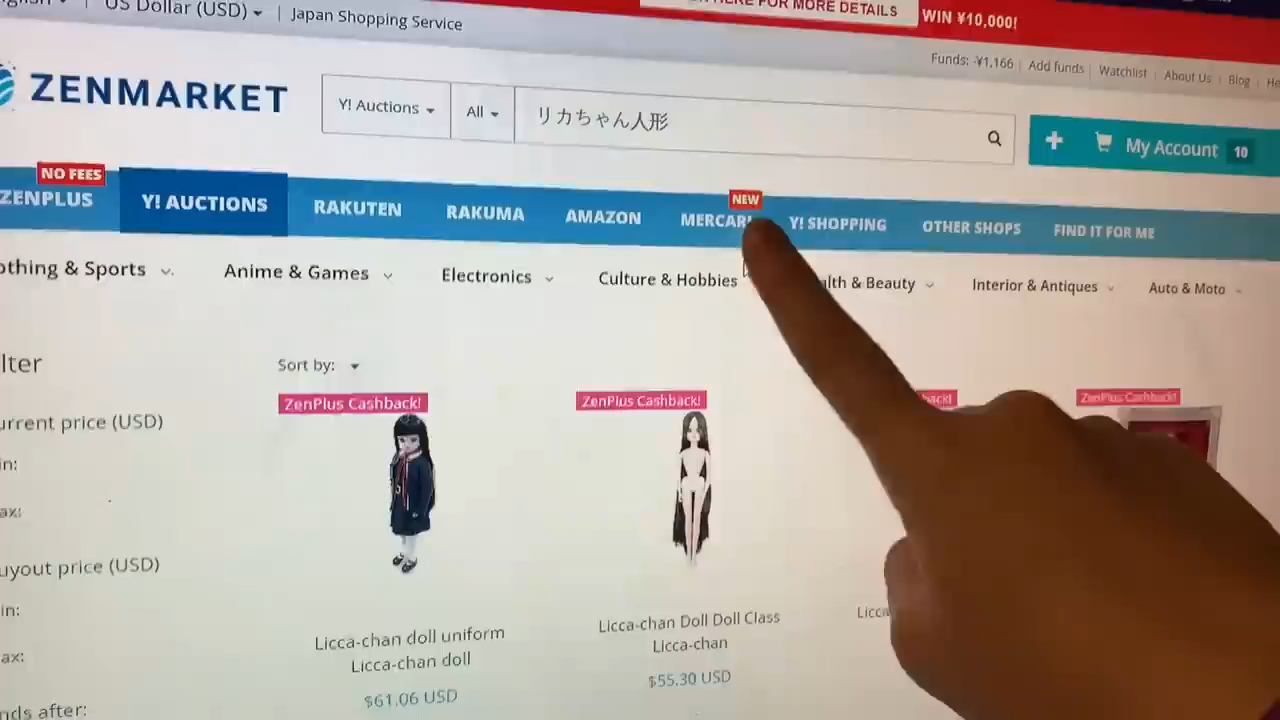 US Dollar (USD) | Japan Shopping Service
HERE FOR MORE DETAILS
WIN ¥10,000!
Funds: -¥1,166 | Add funds | Watchlist | About Us | Blog
ZENMARKET
Y! Auctions
All
リカちゃん人形
+ My Account 10
NO FEES
NEW
ZENPLUS
Y! AUCTIONS
RAKUTEN
RAKUMA
AMAZON
MERCARI
Y! SHOPPING
OTHER SHOPS
FIND IT FOR ME
& Sports
Anime & Games
Electronics
Culture & Hobbies
& Beauty
Interior & Antiques
Auto & Moto
Sort by:
ZenPlus Cashback!
ZenPlus Cashback!
ZenPlus Cashback!
price (USD)
price (USD)
Licca-chan doll uniform
Licca-chan doll
$61.06 USD
Licca-chan Doll Doll Class
Licca-chan
$55.30 USD
after: